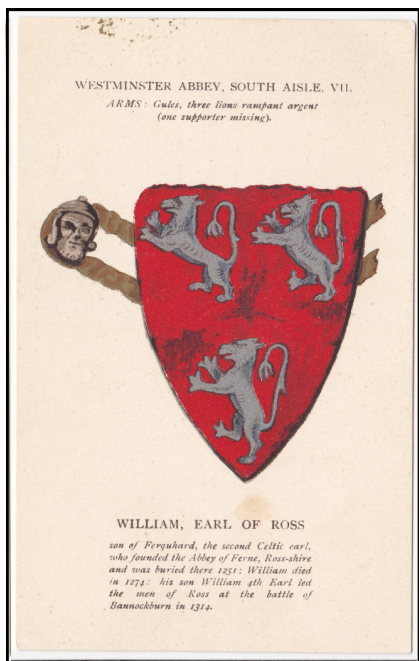 WESTMINSTER ABBEY, SOUTH AISLE, VII.
ARMS: Gules, three lions rampant argent
(one supporter missing).
WILLIAM, EARL OF ROSS
son of Ferquhard, the second Celtic earl,
who founded the Abbey of Ferne, Ross-shire
and was buried there 1251: William died
in 1274: his son William 4th Earl led
the men of Ross at the battle of
Bannockburn in 1314.